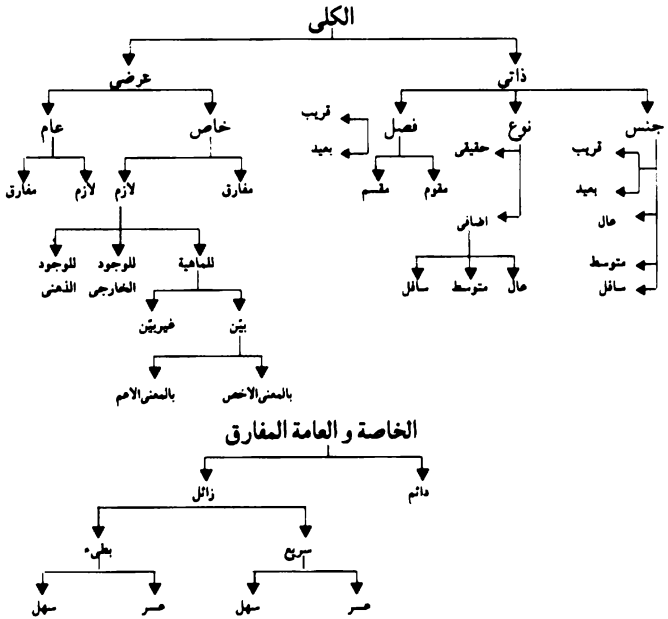 الكلى
ذاتي عرضى
جنس نوع فصل خاص عام
قريب بعيد عال متوسط سافل
حقيقى اضافى
عال متوسط سافل
قريب بعيد
مقوم مقسم
مفارق لازم لازم مفارق
للماهية للوجود الخارجى للوجود الذهنى
بيّن غيربيّن
بالمعنى الاخص بالمعنى الاعم
الخاصة و العامة المفارق
دائم زائل
سريع بطىء
عسر سهل عسر سهل